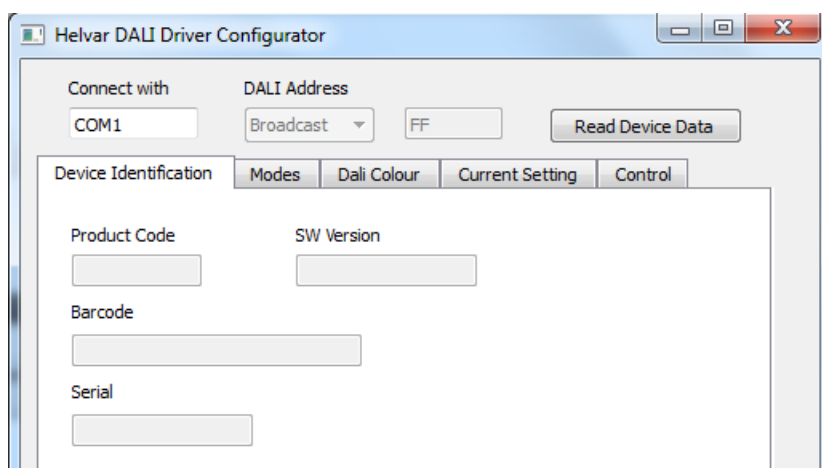 Helvar DALI Driver Configurator
Connect with DALI Address
COM1 Broadcast FF Read Device Data
Device Identification Modes Dali Colour Current Setting Control
Product Code SW Version
Barcode
Serial